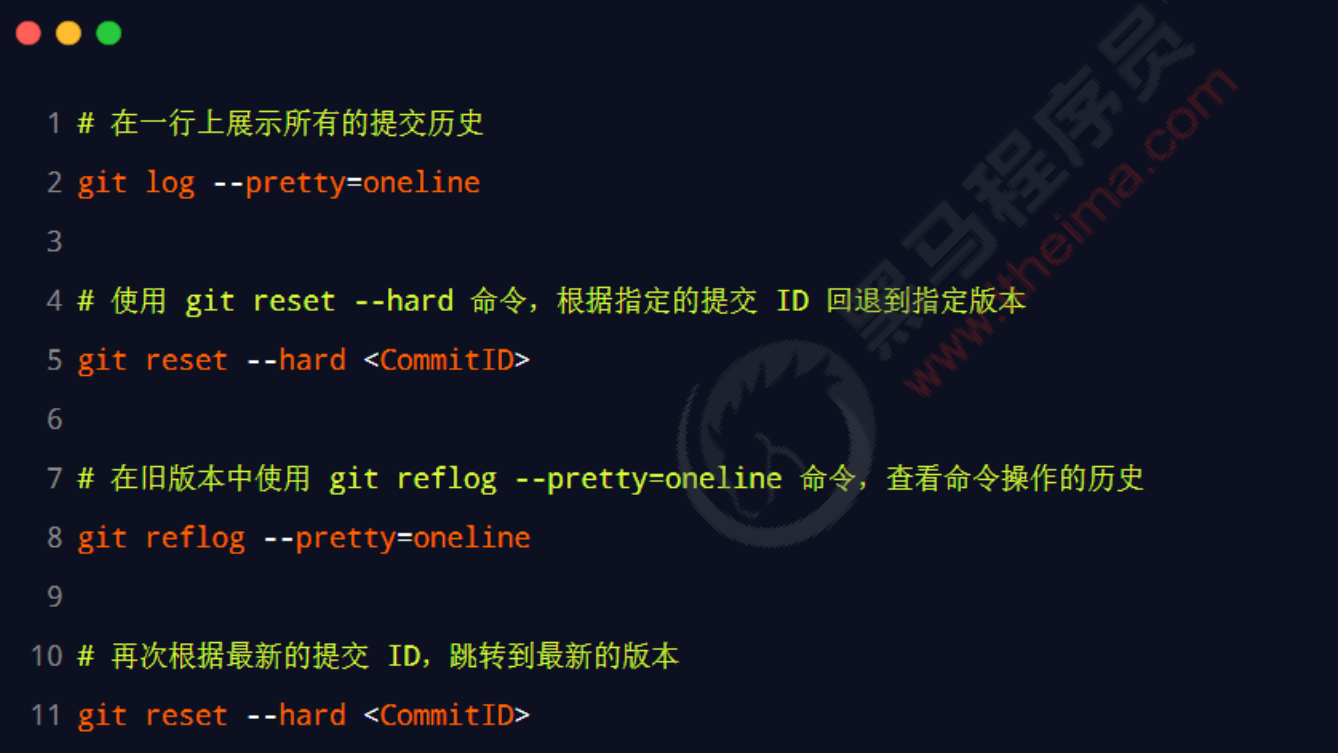 1 # 在一行上展示所有的提交历史
2 git log --pretty=oneline
3
4 # 使用 git reset --hard 命令，根据指定的提交 ID 回退到指定版本
5 git reset --hard <CommitID>
6
7 # 在旧版本中使用 git reflog --pretty=oneline 命令，查看命令操作的历史
8 git reflog --pretty=oneline
9
10 # 再次根据最新的提交 ID，跳转到最新的版本
11 git reset --hard <CommitID>
黑马程序员
www.itheima.com